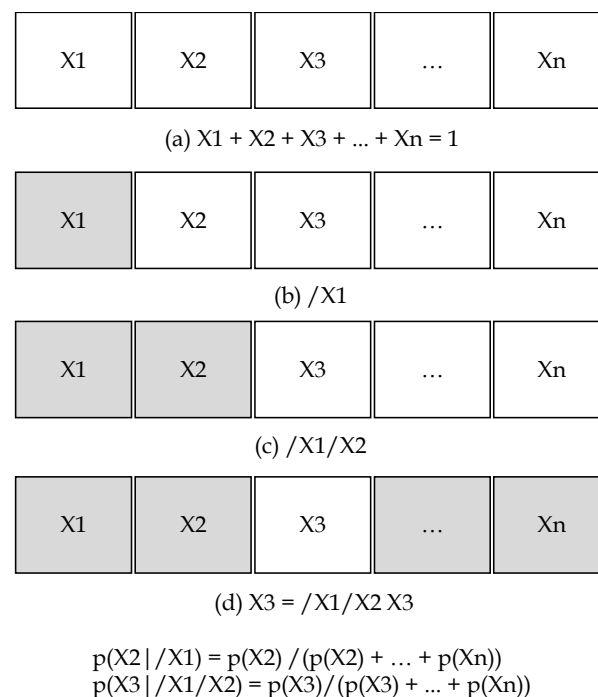 X1 X2 X3 ... Xn
(a) X1 + X2 + X3 + ... + Xn = 1
X1 X2 X3 ... Xn
(b) /X1
X1 X2 X3 ... Xn
(c) /X1/X2
X1 X2 X3 ... Xn
(d) X3 = /X1/X2 X3
p(X2|/X1) = p(X2) /(p(X2) + … + p(Xn))
p(X3|/X1/X2) = p(X3)/(p(X3) + ... + p(Xn))